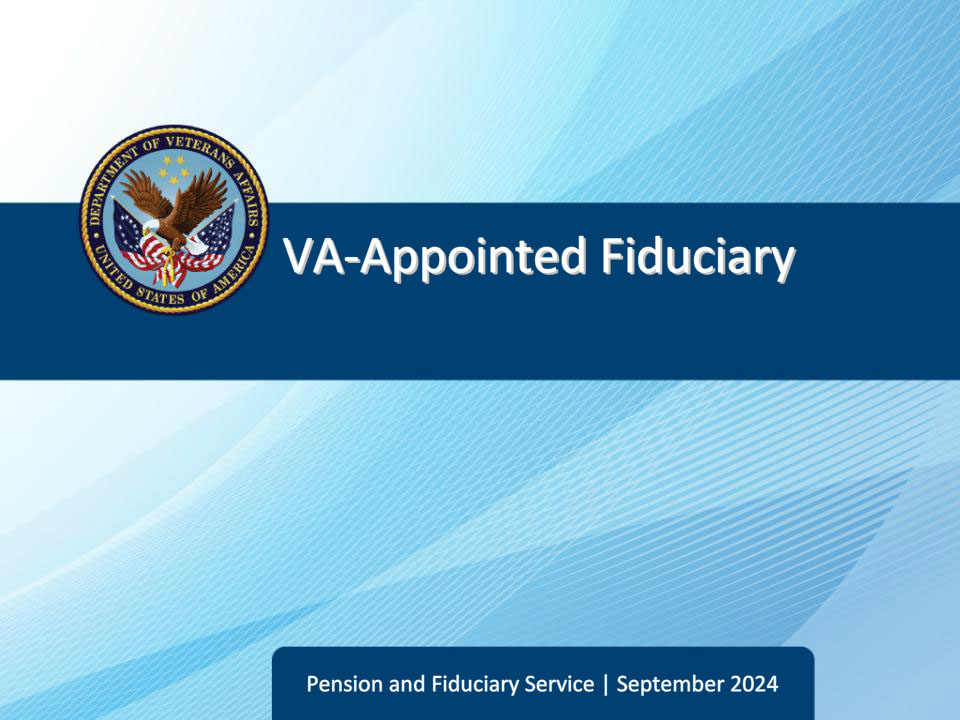 DEPARTMENT OF VETERANS AFFAIRS
UNITED STATES OF AMERICA
VA-Appointed Fiduciary
Pension and Fiduciary Service | September 2024